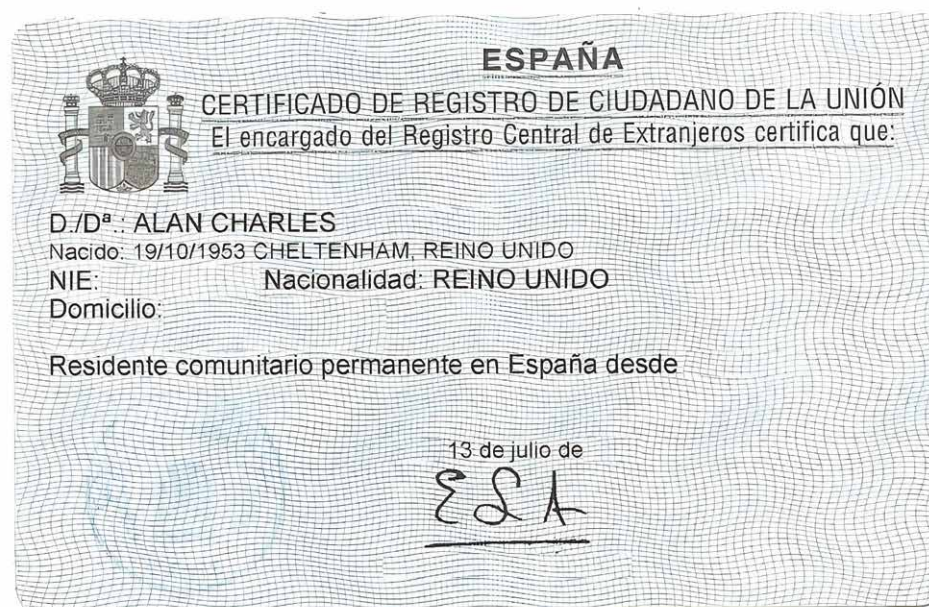 ESPAÑA
CERTIFICADO DE REGISTRO DE CIUDADANO DE LA UNIÓN
El encargado del Registro Central de Extranjeros certifica que:
D./Dª.: ALAN CHARLES
Nacido: 19/10/1953 CHELTENHAM, REINO UNIDO
NIE: Nacionalidad: REINO UNIDO
Domicilio:
Residente comunitario permanente en España desde
13 de julio de